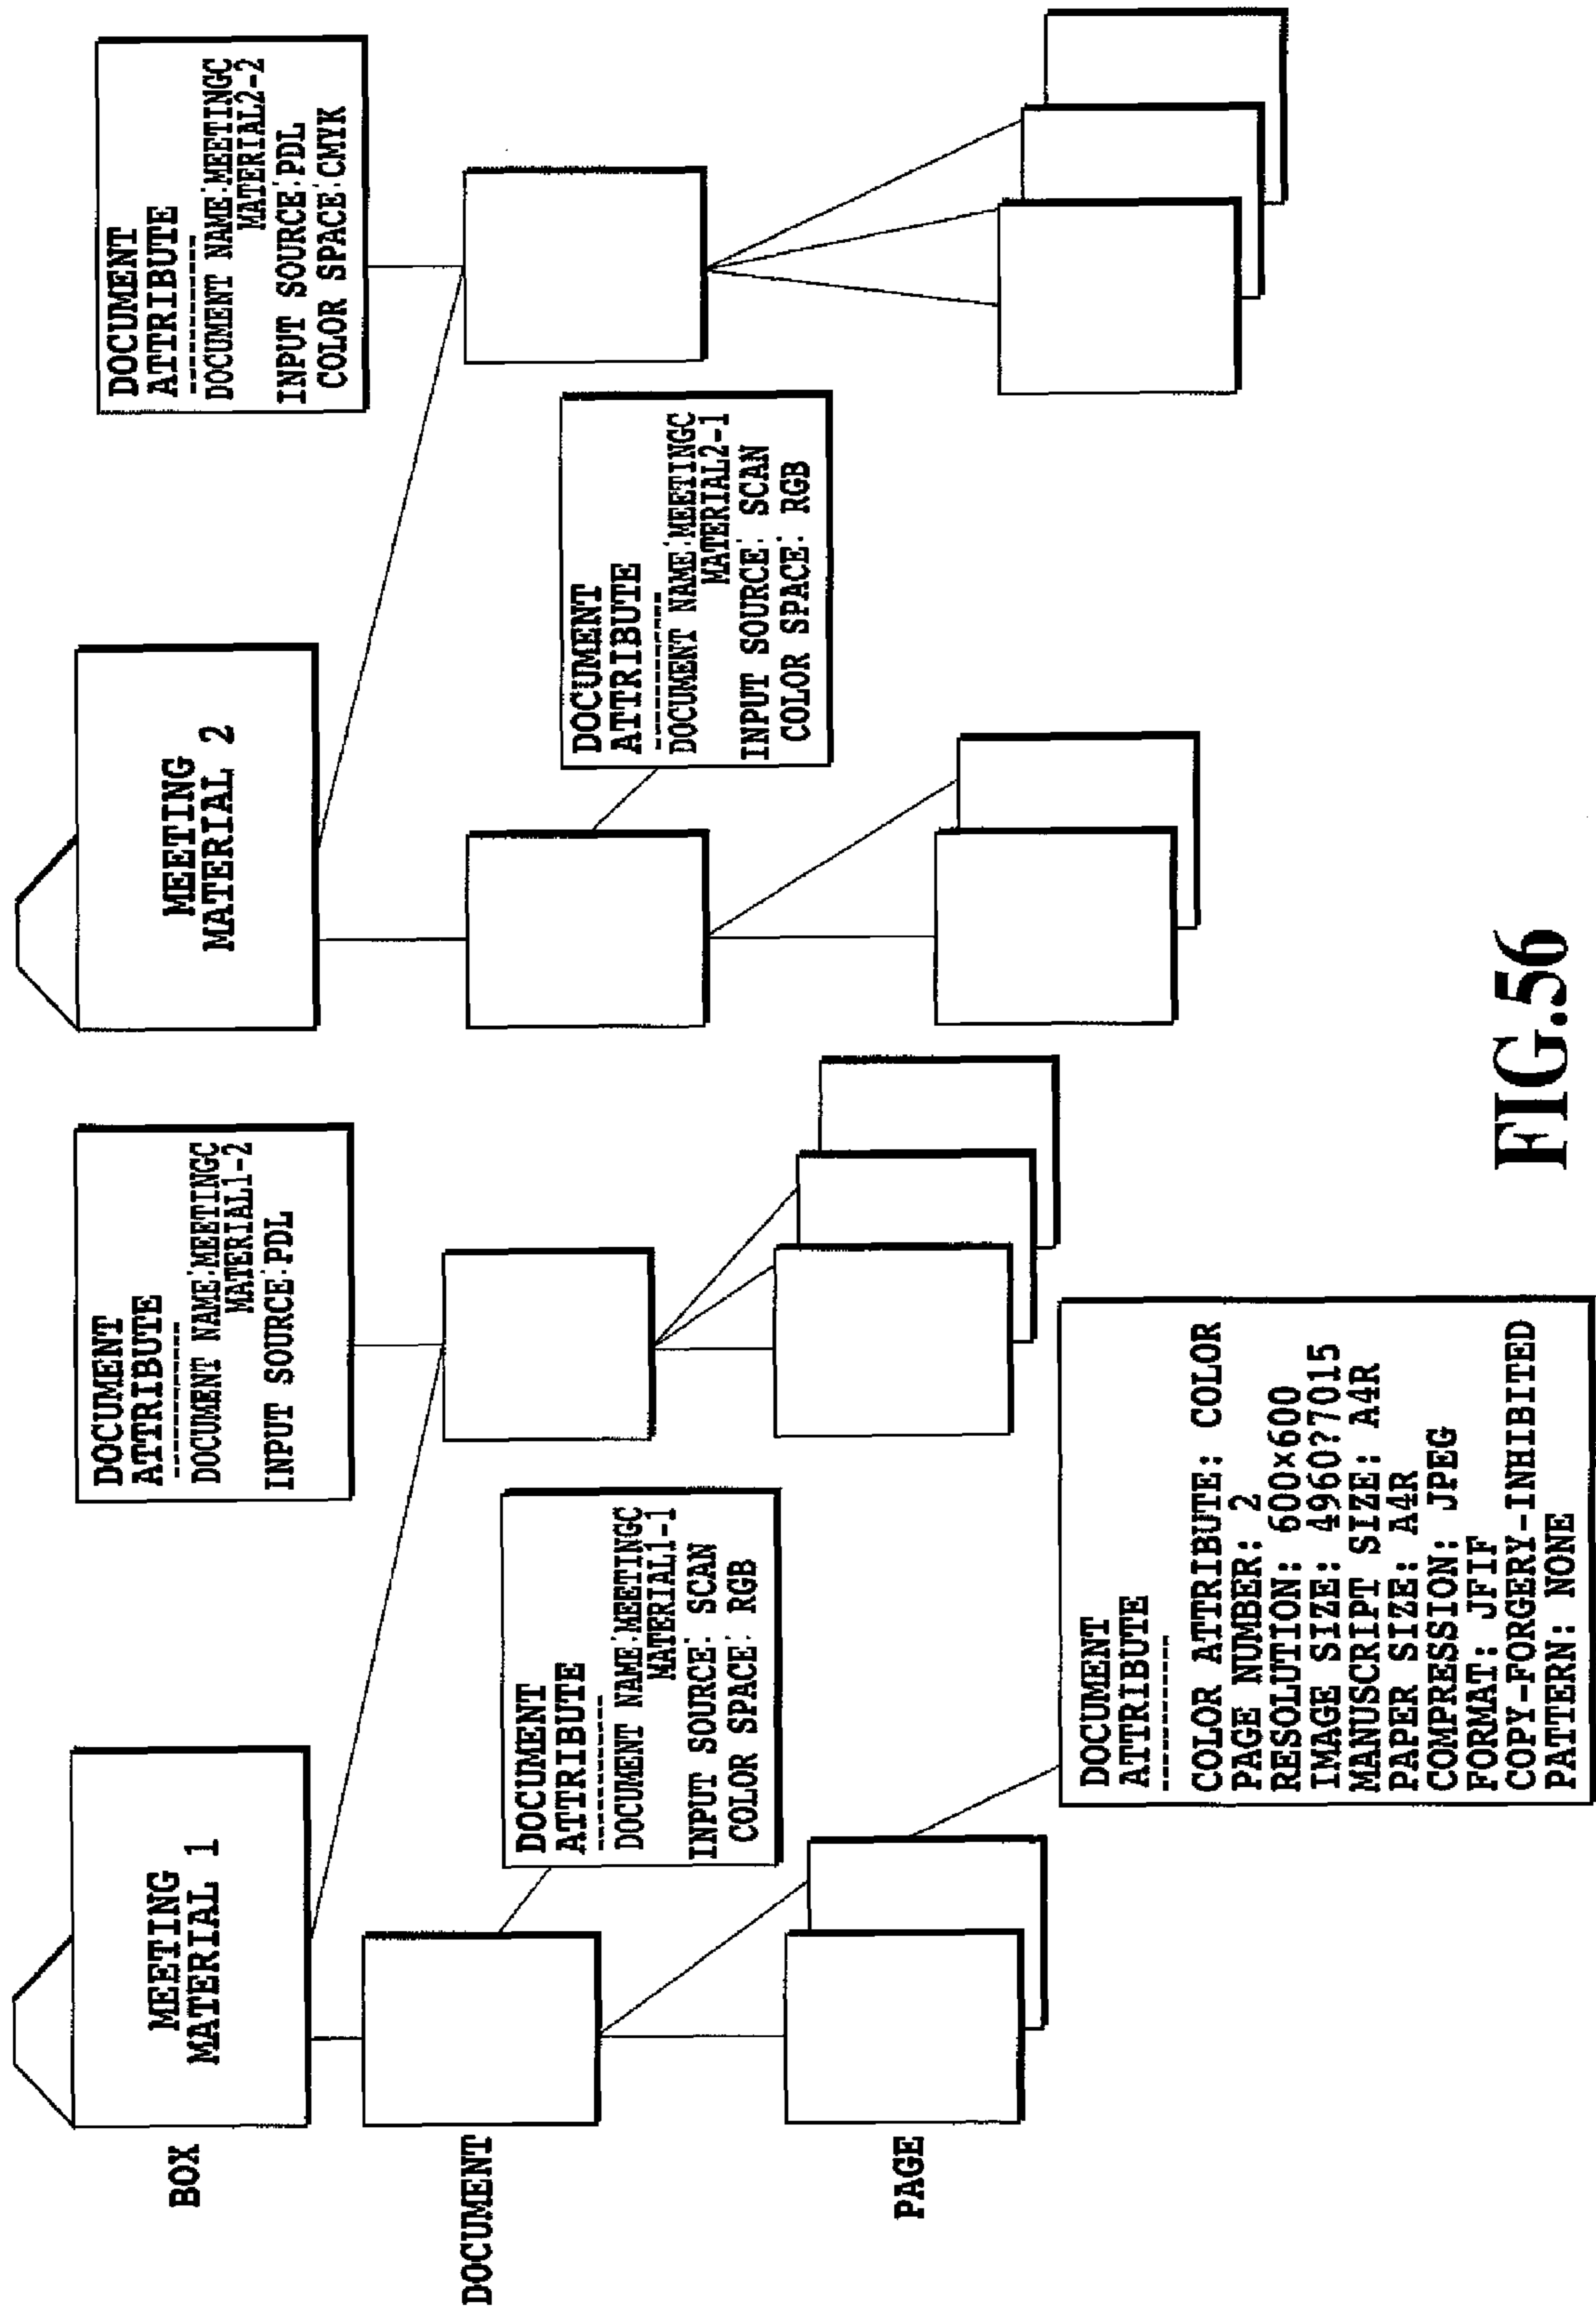 BOX
MEETING
MATERIAL 1
DOCUMENT
ATTRIBUTE
-----------
DOCUMENT NAME:MEETINGC
MATERIAL1-2
INPUT SOURCE:PDL
MEETING
MATERIAL 2
DOCUMENT
ATTRIBUTE
-----------
DOCUMENT NAME:MEETINGC
MATERIAL2-2
INPUT SOURCE:PDL
COLOR SPACE:CMYK
DOCUMENT
DOCUMENT
ATTRIBUTE
-----------
DOCUMENT NAME:MEETINGC
MATERIAL1-1
INPUT SOURCE: SCAN
COLOR SPACE: RGB
DOCUMENT
ATTRIBUTE
-----------
DOCUMENT NAME:MEETINGC
MATERIAL2-1
INPUT SOURCE: SCAN
COLOR SPACE: RGB
PAGE
DOCUMENT
ATTRIBUTE
-----------
COLOR ATTRIBUTE: COLOR
PAGE NUMBER: 2
RESOLUTION: 600×600
IMAGE SIZE: 4960?7015
MANUSCRIPT SIZE: A4R
PAPER SIZE: A4R
COMPRESSION: JPEG
FORMAT: JFIF
COPY-FORGERY-INHIBITED
PATTERN: NONE
FIG.56